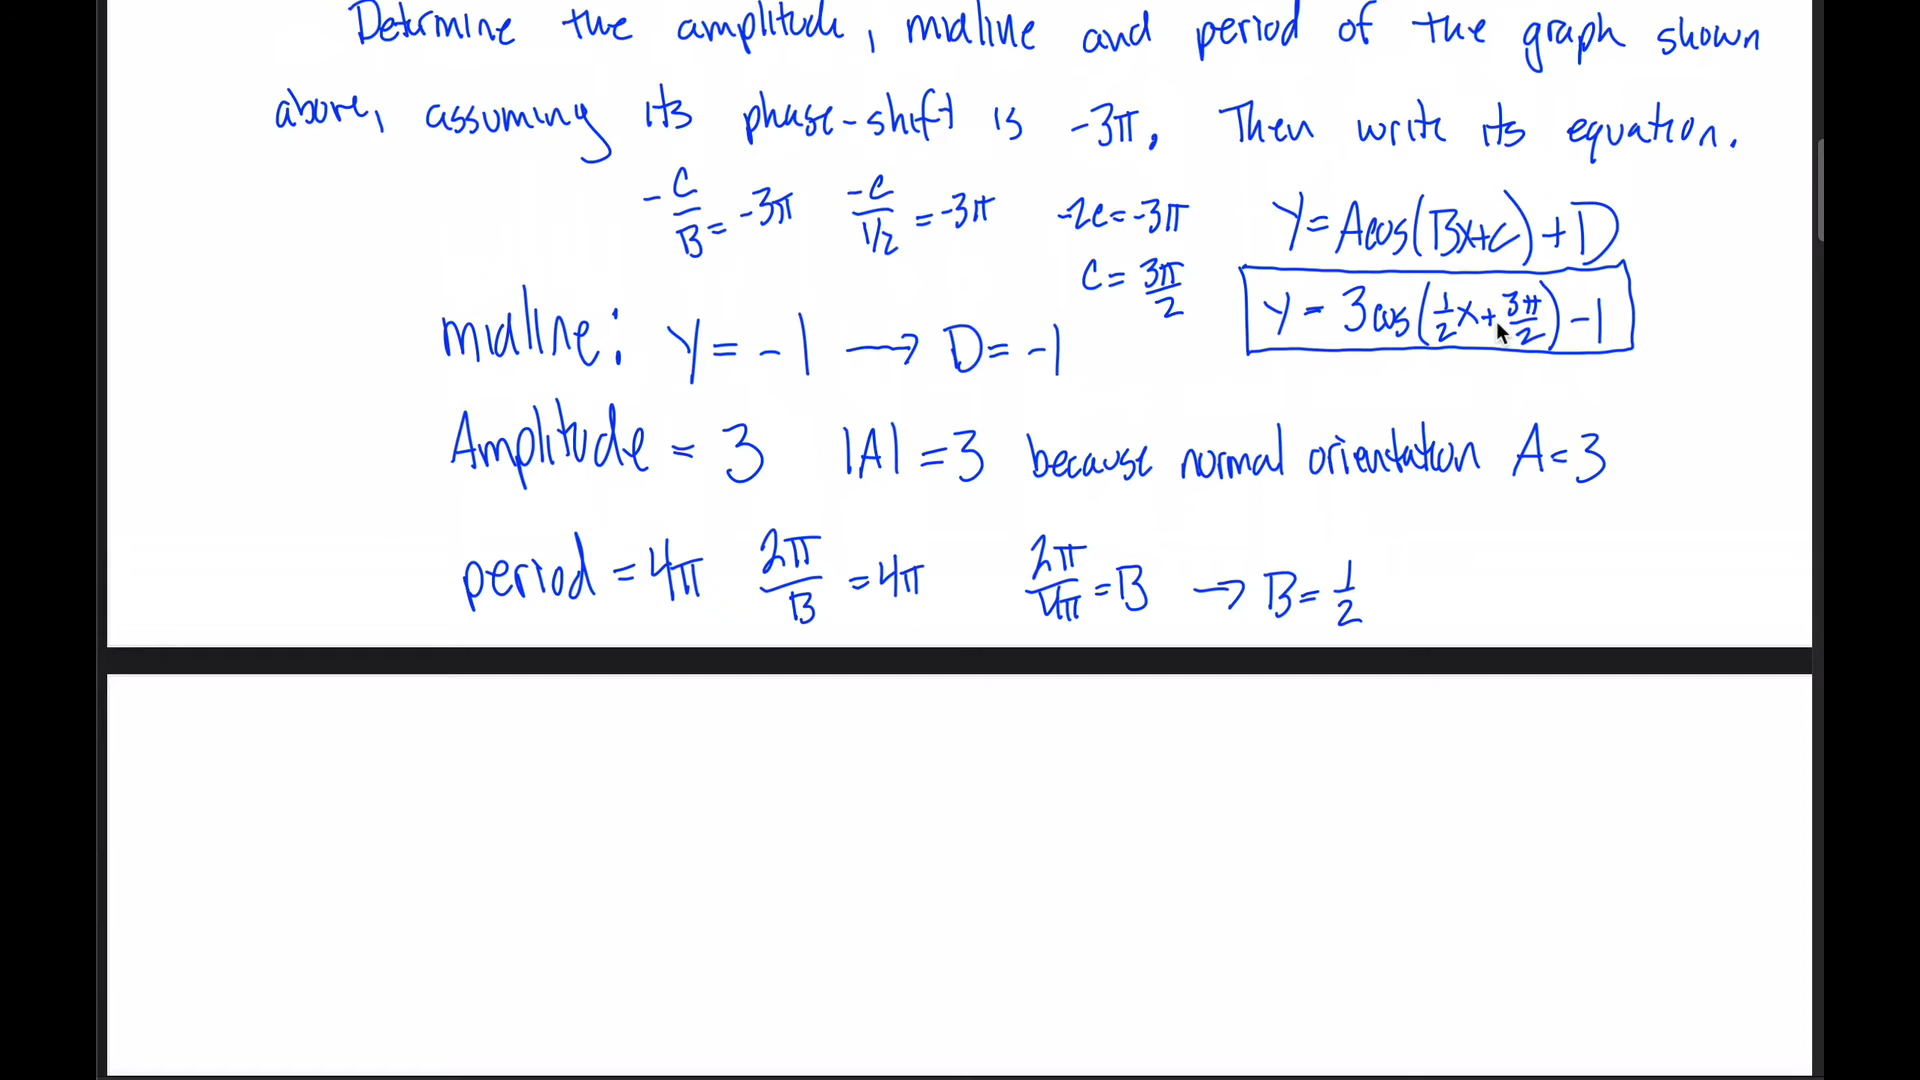 Determine the amplitude, midline and period of the graph shown
above, assuming its phase-shift is -3π. Then write its equation.
-C/B = -3π   -C/1/2 = -3π   -2C = -3π   Y = Acos(Bx+C) + D
C = 3π/2   Y = 3cos(1/2x + 3π/2) - 1
midline: Y = -1 → D = -1
Amplitude = 3   |A| = 3 because normal orientation A = 3
period = 4π   2π/B = 4π   2π/4π = B → B = 1/2